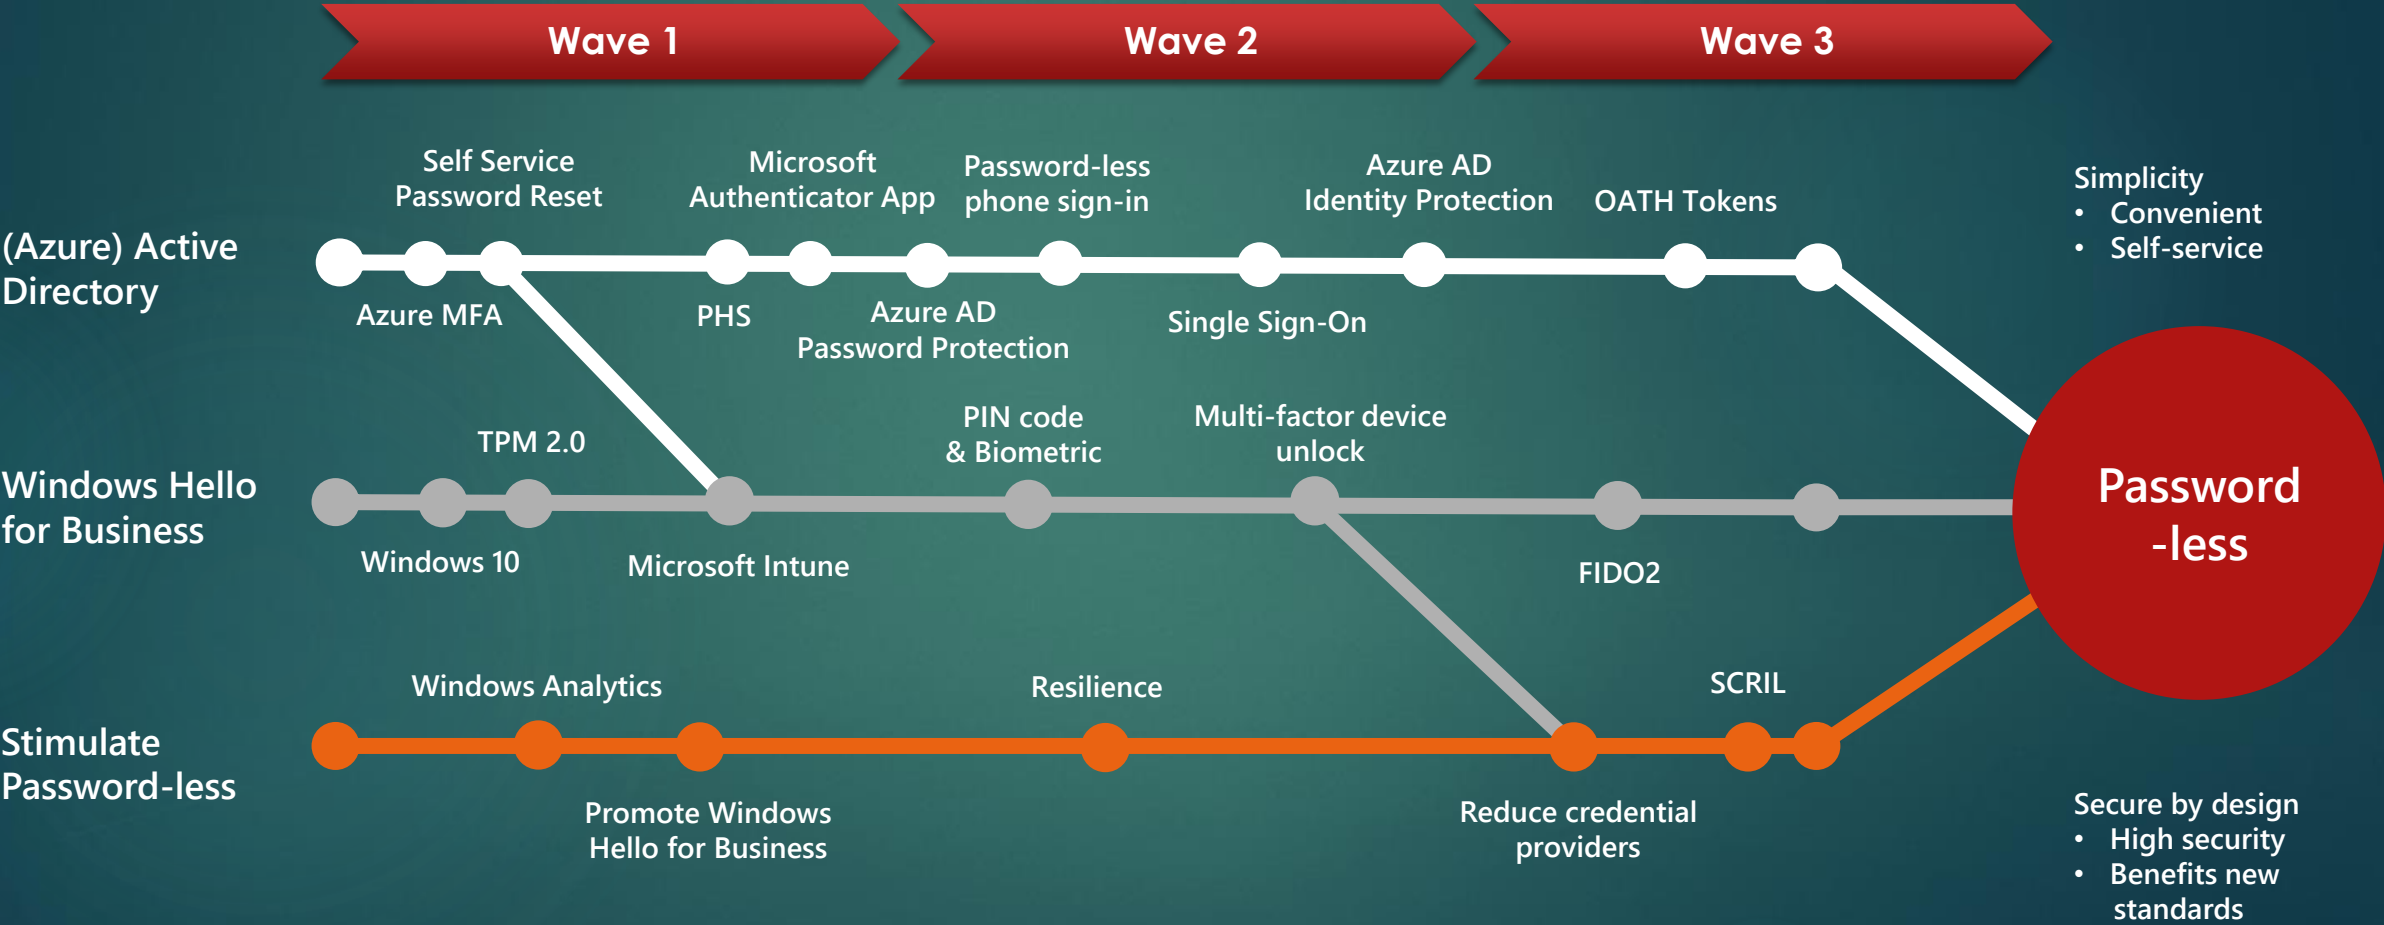 Wave 1
Wave 2
Wave 3
Self Service
Password Reset
Microsoft
Authenticator App
Password-less
phone sign-in
Azure AD
Identity Protection
OATH Tokens
Simplicity
• Convenient
• Self-service
(Azure) Active
Directory
Azure MFA
PHS
Azure AD
Password Protection
Single Sign-On
TPM 2.0
PIN code
& Biometric
Multi-factor device
unlock
Windows Hello
for Business
Windows 10
Microsoft Intune
FIDO2
Password
-less
Windows Analytics
Resilience
SCRIL
Stimulate
Password-less
Promote Windows
Hello for Business
Reduce credential
providers
Secure by design
• High security
• Benefits new
standards